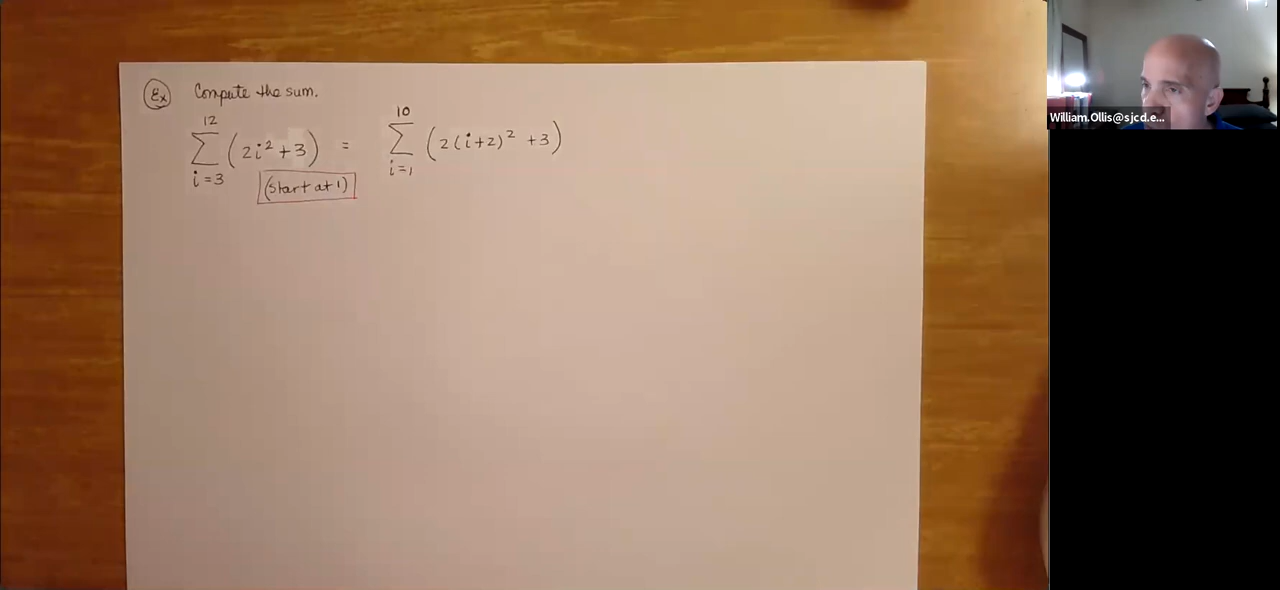 Ex Compute the sum.
12 10
∑ (2i² + 3) = ∑ (2(i+2)² + 3)
i=3 (start at 1) i=1
William.Ollis@sjcd.e...